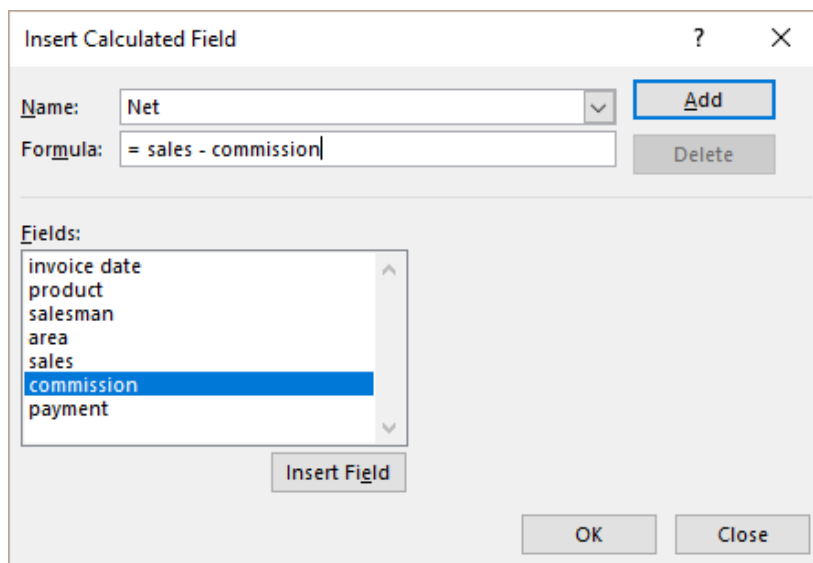 Insert Calculated Field ?
Name: Net Add
Formula: = sales - commission Delete
Fields:
invoice date
product
salesman
area
sales
commission
payment
Insert Field
OK Close